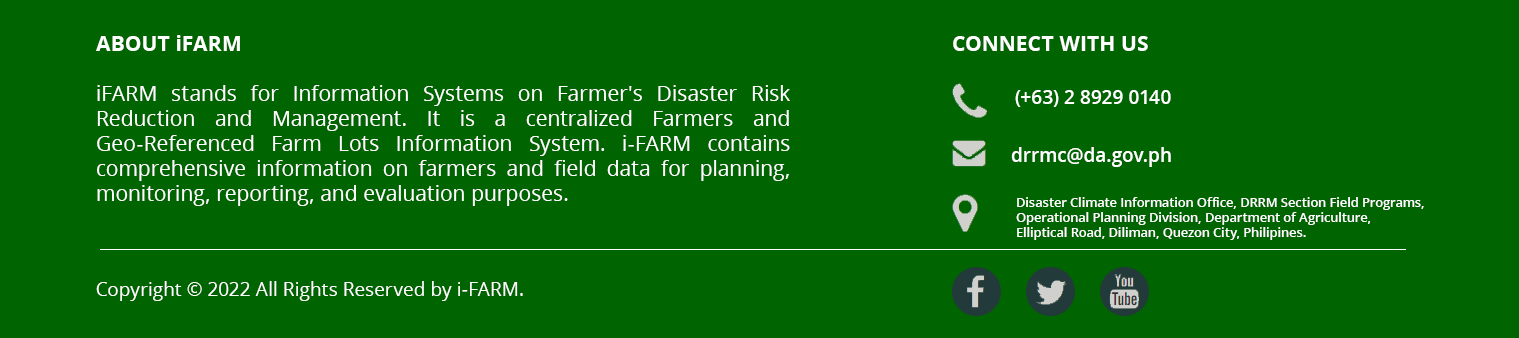 ABOUT iFARM
iFARM stands for Information Systems on Farmer's Disaster Risk
Reduction and Management. It is a centralized Farmers and
Geo-Referenced Farm Lots Information System. i-FARM contains
comprehensive information on farmers and field data for planning,
monitoring, reporting, and evaluation purposes.
CONNECT WITH US
(+63) 2 8929 0140
drrmc@da.gov.ph
Disaster Climate Information Office, DRRM Section Field Programs,
Operational Planning Division, Department of Agriculture,
Elliptical Road, Diliman, Quezon City, Philipines.
Copyright © 2022 All Rights Reserved by i-FARM.
You
Tube